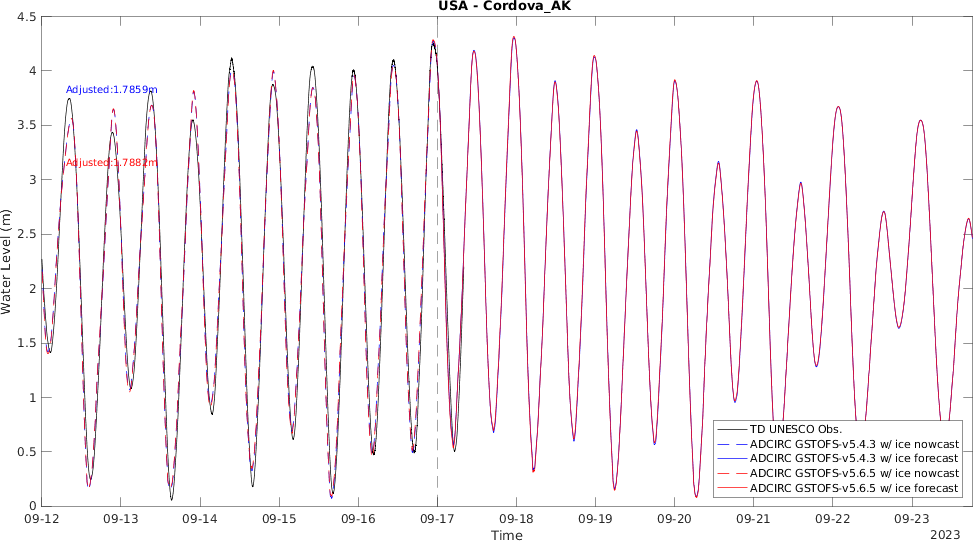 USA - Cordova_AK
4.5
4
3.5
3
2.5
2
1.5
1
0.5
0
Water Level (m)
Adjusted:1.7859m
Adjusted:1.7882m
TD UNESCO Obs.
ADCIRC GSTOFS-v5.4.3 w/ ice nowcast
ADCIRC GSTOFS-v5.4.3 w/ ice forecast
ADCIRC GSTOFS-v5.6.5 w/ ice nowcast
ADCIRC GSTOFS-v5.6.5 w/ ice forecast
09-12 09-13 09-14 09-15 09-16 09-17 09-18 09-19 09-20 09-21 09-22 09-23
Time
2023